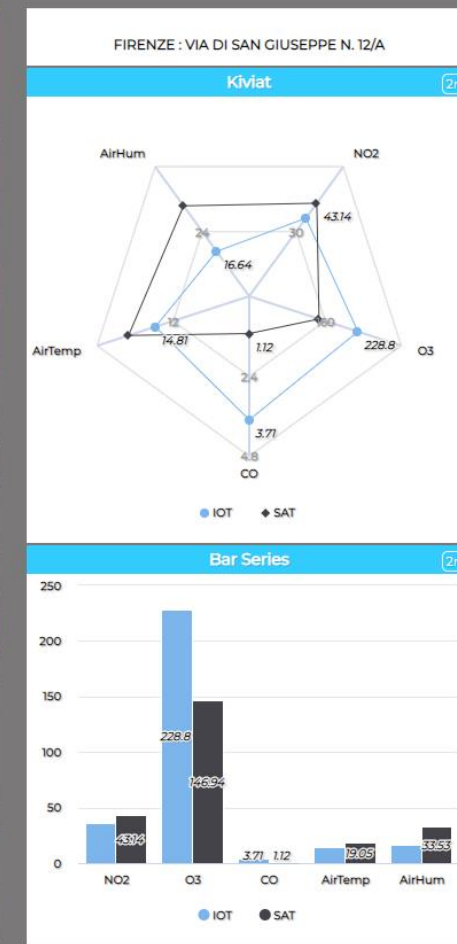 FIRENZE : VIA DI SAN GIUSEPPE N. 12/A
Kiviat
AirHum
NO2
24
30
43.14
16.64
12
160
14.81
228.8
AirTemp
O3
1.12
2.4
3.71
4.8
CO
IOT SAT
Bar Series
250
200
150
100
50
0
228.8
146.94
43.14
3.71 1.12
19.05
33.53
NO2 O3 CO AirTemp AirHum
IOT SAT